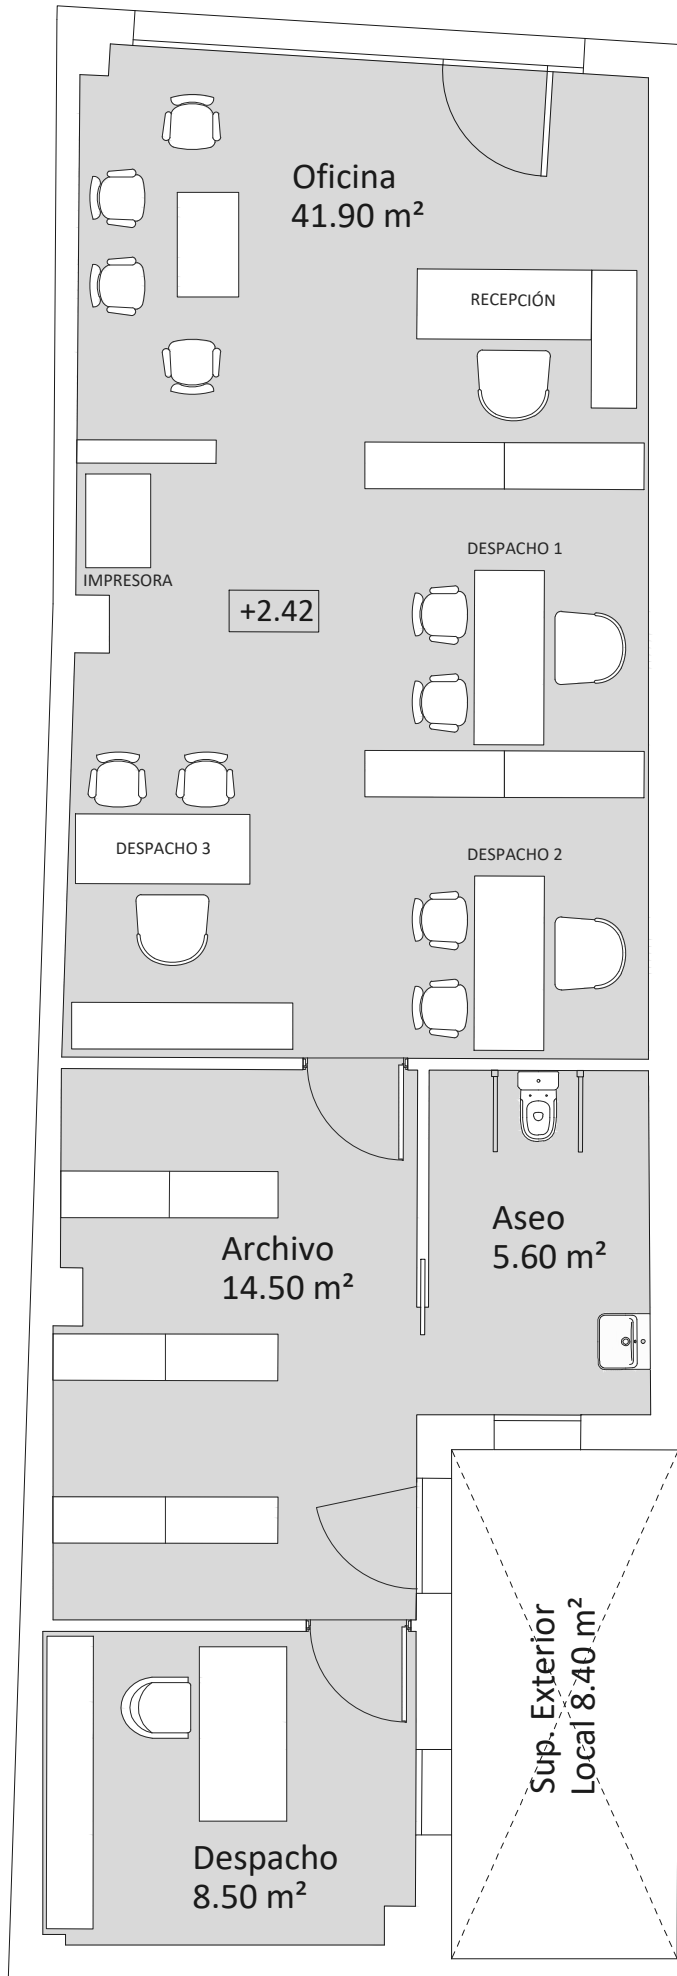 Oficina
41.90 m²
RECEPCIÓN
DESPACHO 1
IMPRESORA
+2.42
DESPACHO 3
DESPACHO 2
Aseo
5.60 m²
Archivo
14.50 m²
Sup. Exterior
Local 8.40 m²
Despacho
8.50 m²